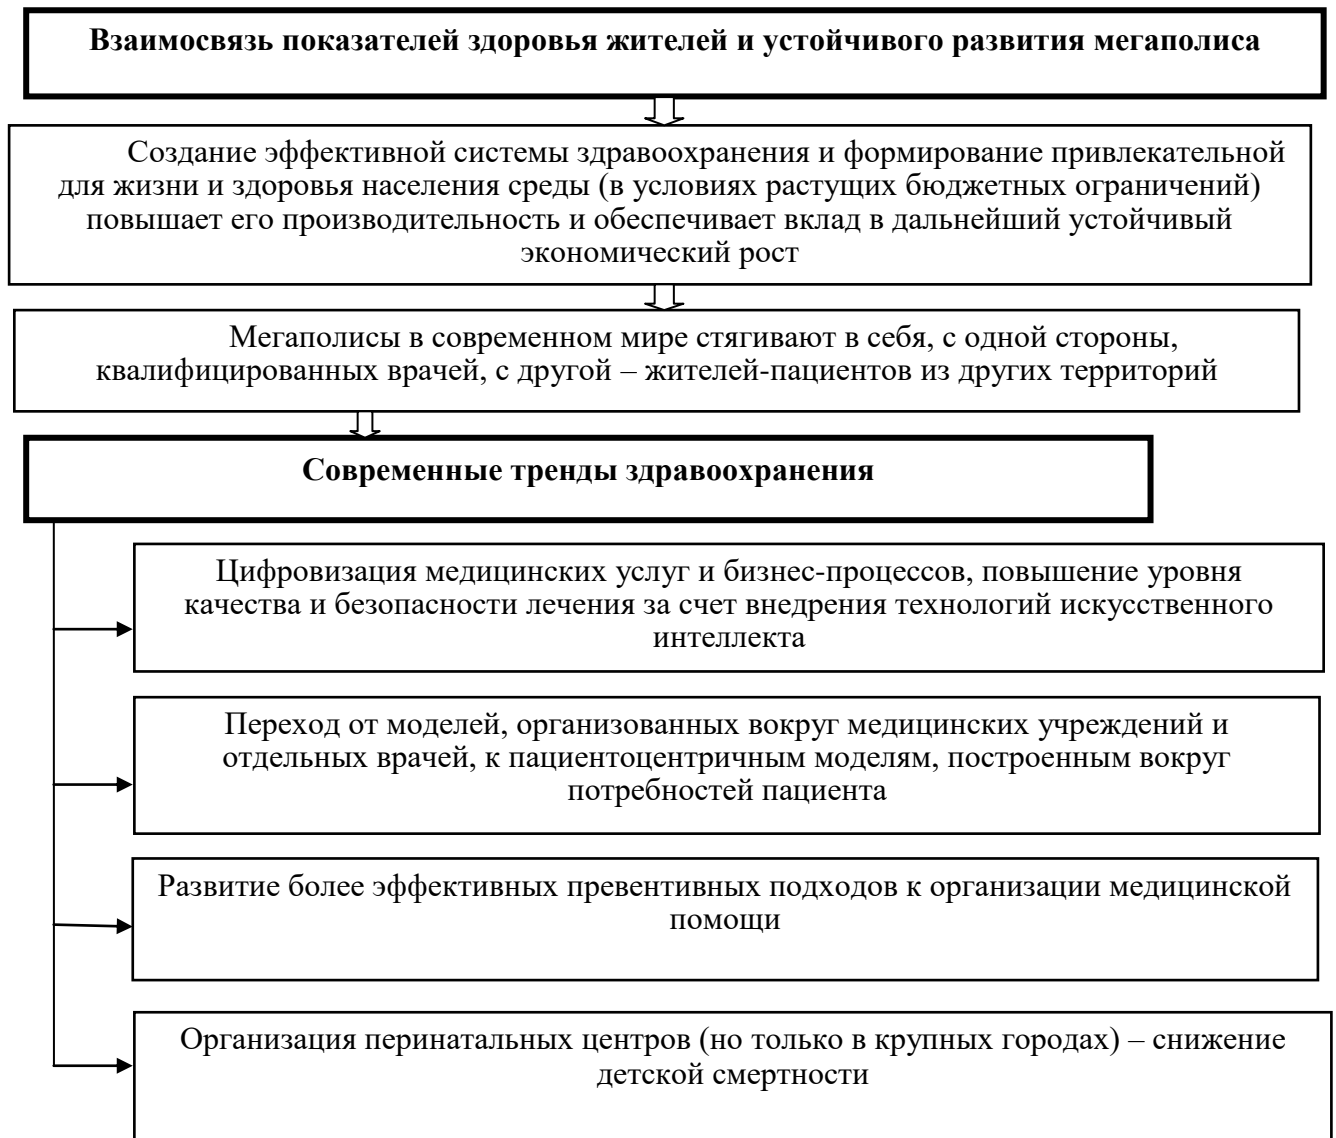 Взаимосвязь показателей здоровья жителей и устойчивого развития мегаполиса
Создание эффективной системы здравоохранения и формирование привлекательной
для жизни и здоровья населения среды (в условиях растущих бюджетных ограничений)
повышает его производительность и обеспечивает вклад в дальнейший устойчивый
экономический рост
Мегаполисы в современном мире стягивают в себя, с одной стороны,
квалифицированных врачей, с другой – жителей-пациентов из других территорий
Современные тренды здравоохранения
Цифровизация медицинских услуг и бизнес-процессов, повышение уровня
качества и безопасности лечения за счет внедрения технологий искусственного
интеллекта
Переход от моделей, организованных вокруг медицинских учреждений и
отдельных врачей, к пациентоцентричным моделям, построенным вокруг
потребностей пациента
Развитие более эффективных превентивных подходов к организации медицинской
помощи
Организация перинатальных центров (но только в крупных городах) – снижение
детской смертности